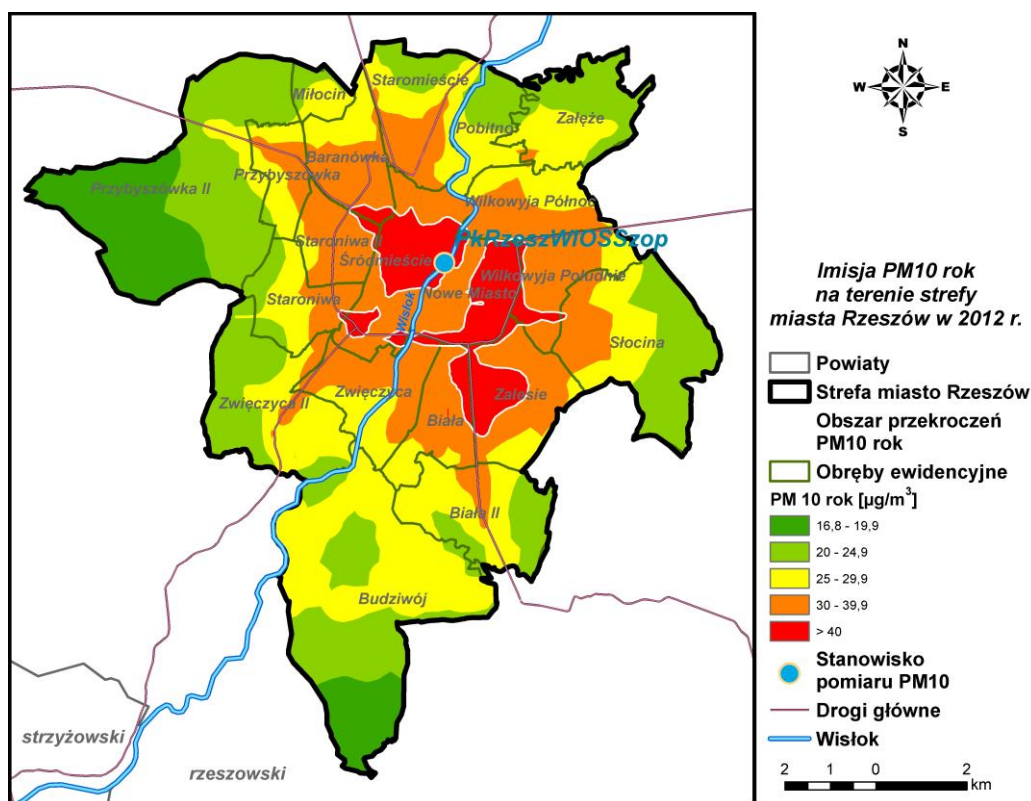 Staromieście
Miłocin
Pobitno
Załęże
Baranówka
Przybyszówka
Przybyszówka II
Wilkowyja Północ
PkRzeszWIOSSzop
Staroniwa II
Śródmieście
Wilkowyja Południe
Nowe Miasto
Staroniwa
Wisłok
Słocina
Zwięczyca
Zalesie
Zwięczyca II
Biała
Biała II
Budziwój
strzyżowski
rzeszowski
N
W
E
S
Imisja PM10 rok
na terenie strefy
miasta Rzeszów w 2012 r.
Powiaty
Strefa miasto Rzeszów
Obszar przekroczeń
PM10 rok
Obręby ewidencyjne
PM 10 rok [µg/m³]
16,8 - 19,9
20 - 24,9
25 - 29,9
30 - 39,9
> 40
Stanowisko
pomiaru PM10
Drogi główne
Wisłok
2 1 0 2
km